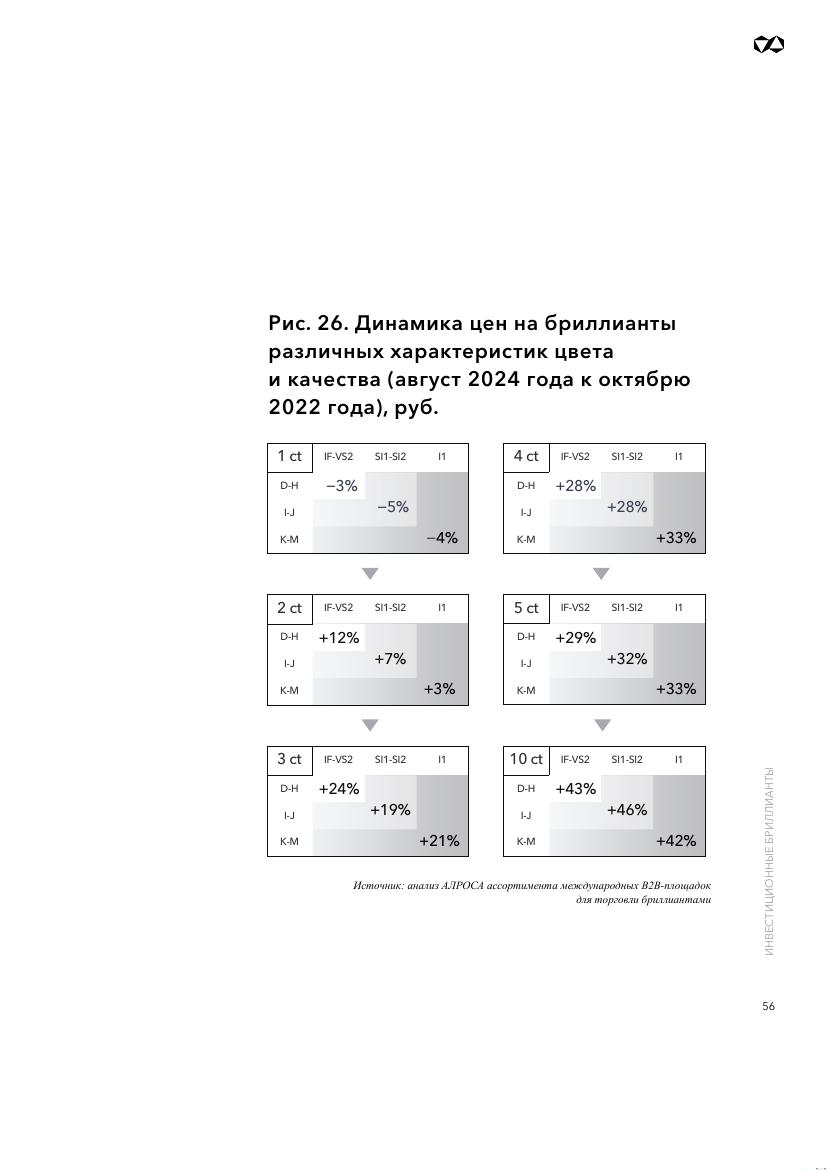 Рис. 26. Динамика цен на бриллианты
различных характеристик цвета
и качества (август 2024 года к октябрю
2022 года), руб.
1 ct IF-VS2 SI1-SI2 I1
D-H −3%
I-J −5%
K-M −4%
2 ct IF-VS2 SI1-SI2 I1
D-H +12%
I-J +7%
K-M +3%
3 ct IF-VS2 SI1-SI2 I1
D-H +24%
I-J +19%
K-M +21%
4 ct IF-VS2 SI1-SI2 I1
D-H +28%
I-J +28%
K-M +33%
5 ct IF-VS2 SI1-SI2 I1
D-H +29%
I-J +32%
K-M +33%
10 ct IF-VS2 SI1-SI2 I1
D-H +43%
I-J +46%
K-M +42%
Источник: анализ АЛРОСА ассортимента международных B2B-площадок
для торговли бриллиантами
ИНВЕСТИЦИОННЫЕ БРИЛЛИАНТЫ
56